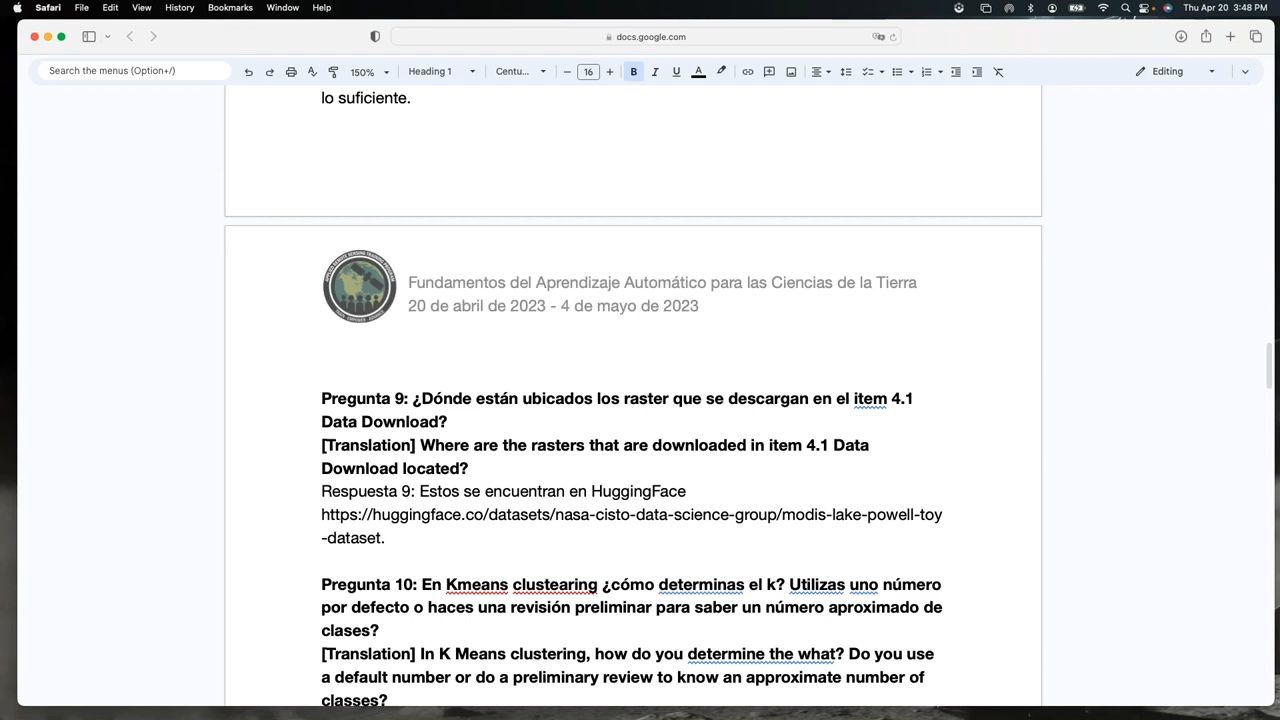 Safari File Edit View History Bookmarks Window Help Thu Apr 20 3:48 PM
docs.google.com
Search the menus (Option+/) 150% Heading 1 Centu... 16 B I U A Editing
lo suficiente.
Fundamentos del Aprendizaje Automático para las Ciencias de la Tierra
20 de abril de 2023 - 4 de mayo de 2023
Pregunta 9: ¿Dónde están ubicados los raster que se descargan en el item 4.1
Data Download?
[Translation] Where are the rasters that are downloaded in item 4.1 Data
Download located?
Respuesta 9: Estos se encuentran en HuggingFace
https://huggingface.co/datasets/nasa-cisto-data-science-group/modis-lake-powell-toy
-dataset.
Pregunta 10: En Kmeans clustearing ¿cómo determinas el k? Utilizas uno número
por defecto o haces una revisión preliminar para saber un número aproximado de
clases?
[Translation] In K Means clustering, how do you determine the what? Do you use
a default number or do a preliminary review to know an approximate number of
classes?